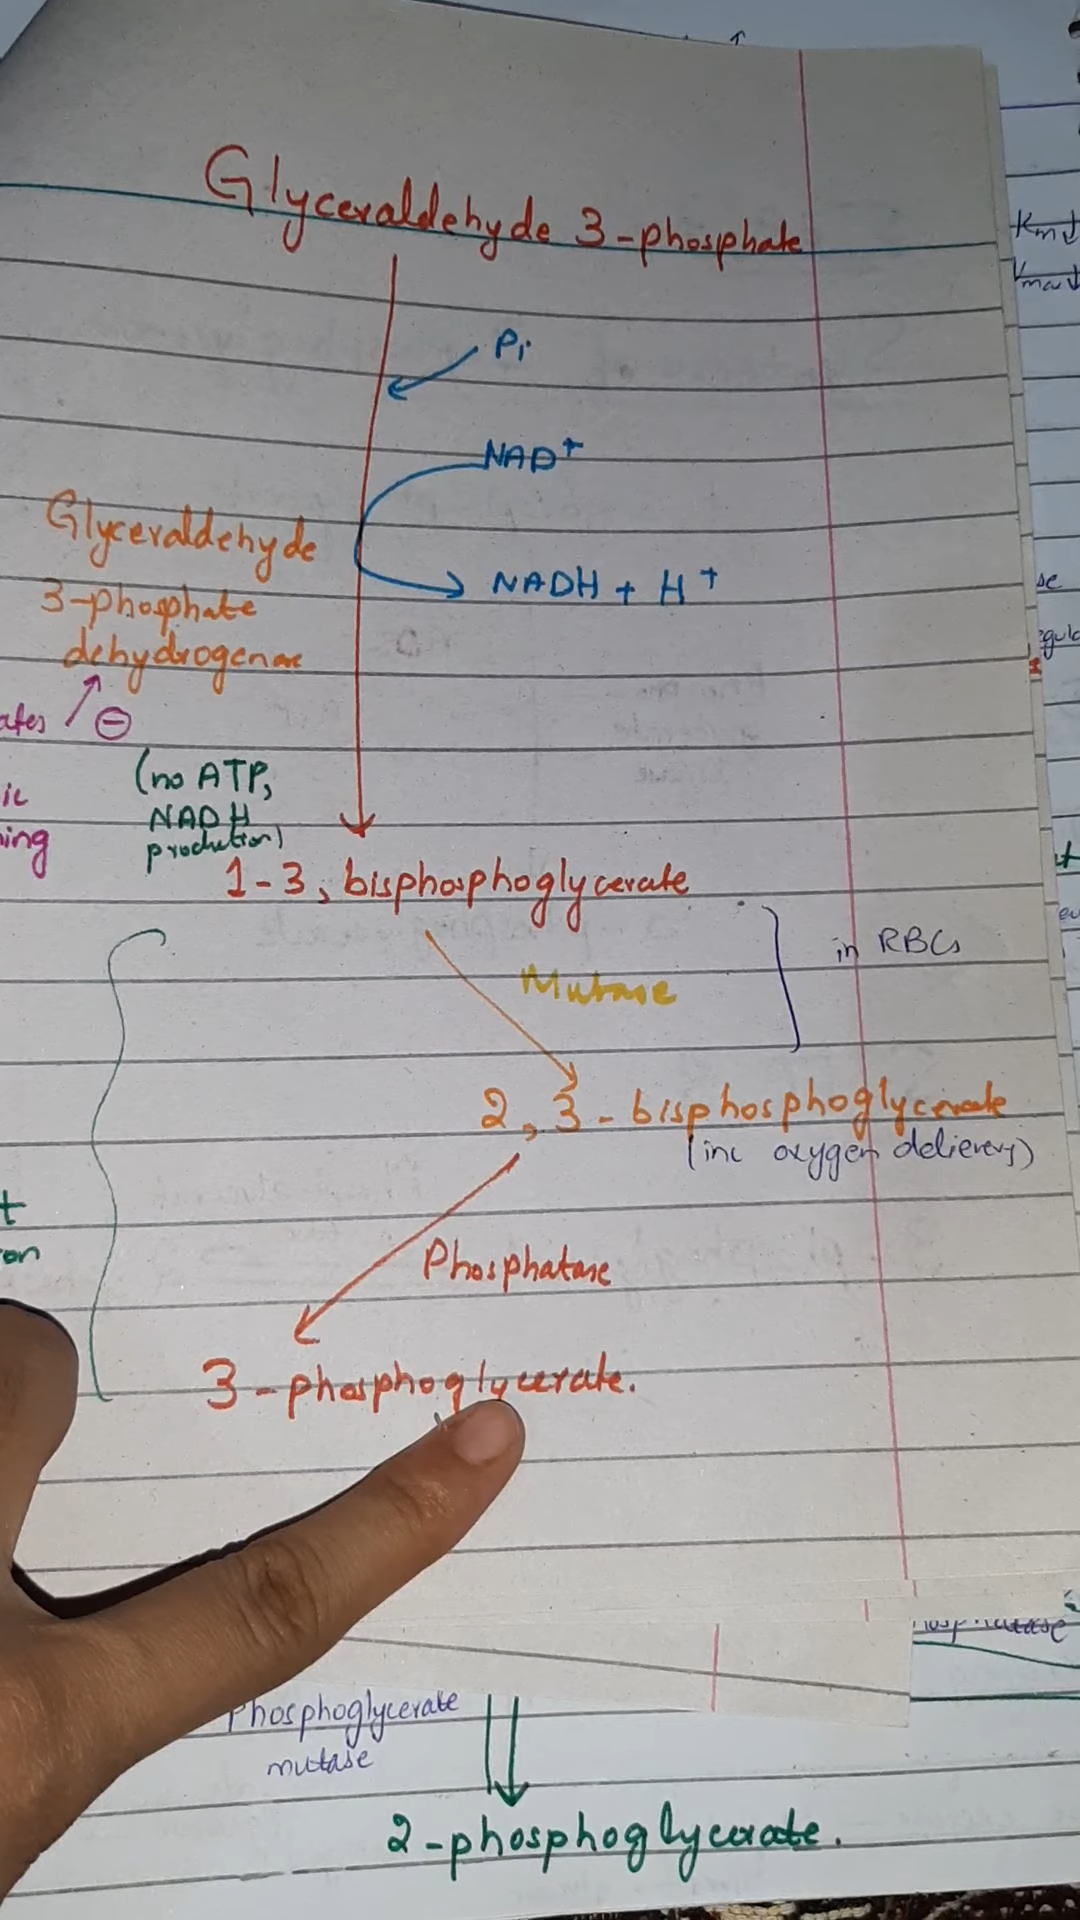 Glyceraldehyde 3-phosphate
Pi
NAD+
NADH + H+
Glyceraldehyde
3-phosphate
dehydrogenase
(no ATP,
NADH
production)
1-3, bisphosphoglycerate
Mutase
in RBCs
2, 3-bisphosphoglycerate
(inc oxygen delievery)
Phosphatase
3-phosphoglycerate.
Phosphoglycerate
mutase
2-phosphoglycerate.
Km↓